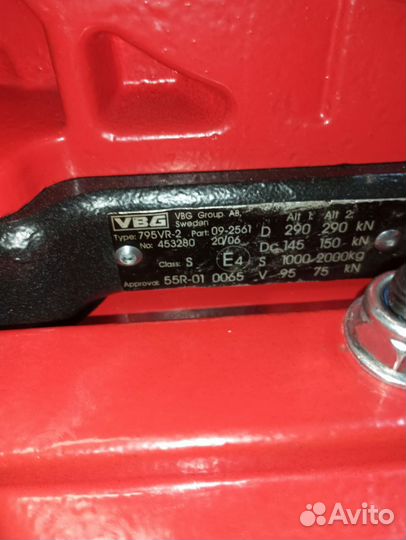 VBG VBG Group AB, Alt 1: Alt 2:
Sweden
Type: 795VR-2 Part: 09-2561 D 290 290 kN
No: 453280 20/06 Dc 145 150 kN
Class: S E4 S 1000 2000kg
Approval: 55R-01 0065 V 95 75 kN
Avito